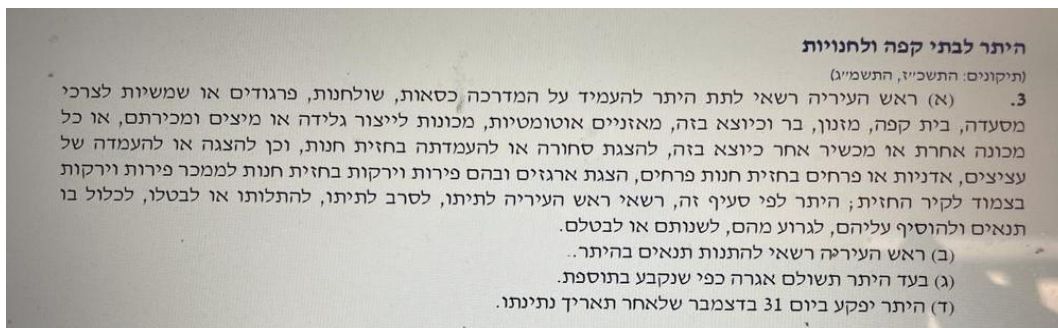 היתר לבתי קפה ולחנויות
(תיקונים: התשכ״ז, התשמ״ג)
3. (א) ראש העיריה רשאי לתת היתר להעמיד על המדרכה כסאות, שולחנות, פרגודים או שמשיות לצרכי
מסעדה, בית קפה, מזנון, בר וכיוצא בזה, מאזניים אוטומטיות, מכונות לייצור גלידה או מיצים ומכירתם, או כל
מכונה אחרת או מכשיר אחר כיוצא בזה, להצגת סחורה או להעמדתה בחזית חנות, וכן להצגה או להעמדה של
עציצים, אדניות או פרחים בחזית חנות פרחים, הצגת ארגזים ובהם פירות וירקות בחזית חנות לממכר פירות וירקות
בצמוד לקיר החזית; היתר לפי סעיף זה, רשאי ראש העיריה לתיתו, לסרב לתיתו, להתלותו או לבטלו, לכלול בו
תנאים ולהוסיף עליהם, לגרוע מהם, לשנותם או לבטלם.
(ב) ראש העיריה רשאי להתנות תנאים בהיתר..
(ג) בעד היתר תשולם אגרה כפי שנקבע בתוספת.
(ד) היתר יפקע ביום 31 בדצמבר שלאחר תאריך נתינתו.